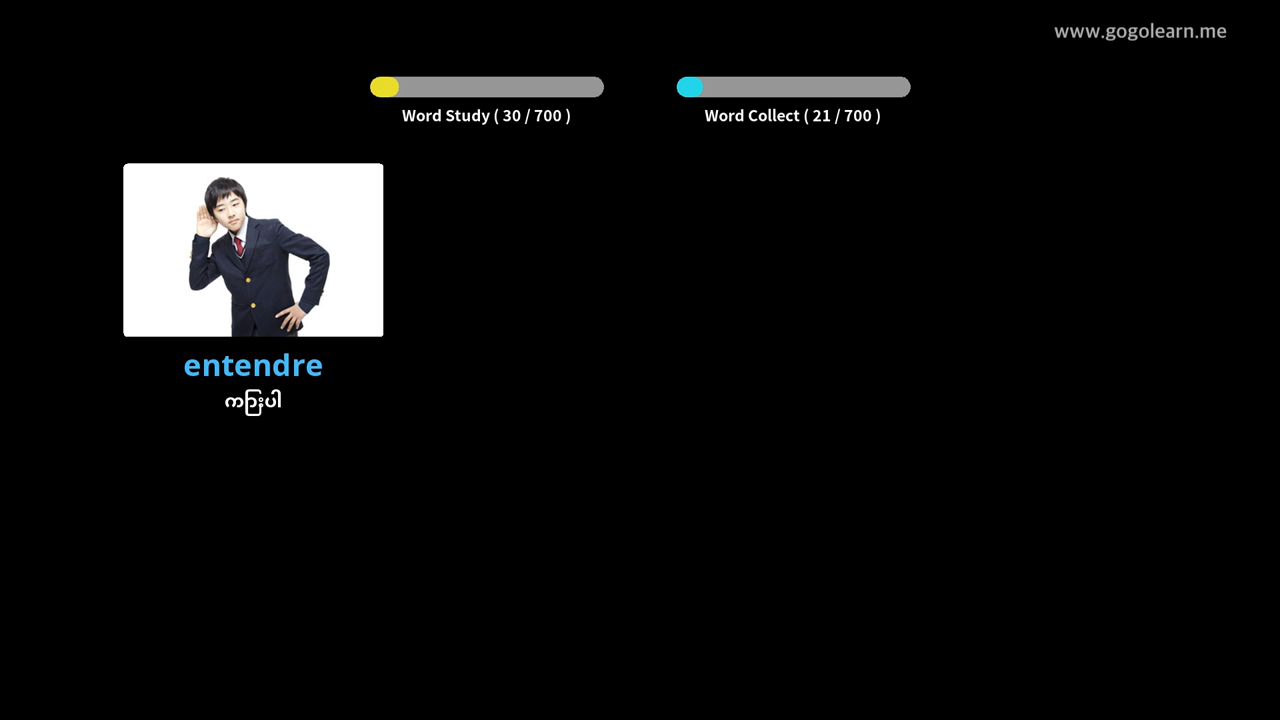 www.gogolearn.me
Word Study ( 30 / 700 )
Word Collect ( 21 / 700 )
entendre
ကြားပါ